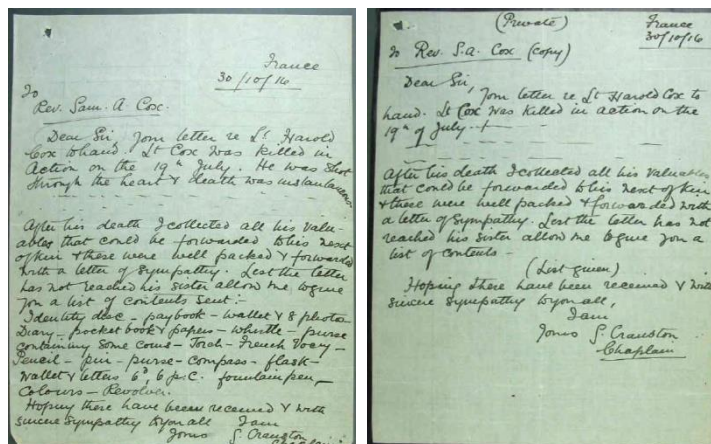 France
30/10/16
To
Rev. Sam. A. Cox.
Dear Sir, Your letter re Lt. Harold
Cox to hand. Lt Cox was killed in
Action on the 19th July. He was shot
through the heart & death was instantaneous.
After his death I collected all his valu-
ables that could be forwarded to his next
of kin & these were well packed & forwarded
with a letter of Sympathy. Lest the letter
has not reached his sister allow me to give
you a list of contents sent:-
Identity disc - paybook - wallet & 8 photos
Diary - pocket book & papers - whistle - purse
containing some coins - Torch - French Vocy -
Pencil - pin - purse - compass - flask -
Wallet & letters 6d, 6 p.c. fountain pen,
Colours - Revolver.
Hoping these have been received & with
sincere sympathy to you all I am
Yours G. Cranston
Chaplain
(Private)
France
30/10/16
To Rev. S.A. Cox (copy)
Dear Sir,
Your letter re Lt Harold Cox to
hand. Lt Cox was killed in action on the
19th of July.
After his death I collected all his valuables
that could be forwarded to his next of kin
& these were well packed & forwarded with
a letter of Sympathy. Lest the letter has not
reached his sister allow me to give you a
list of contents -
(List given)
Hoping these have been received & with
sincere sympathy to you all,
I am
Yours G. Cranston
Chaplain